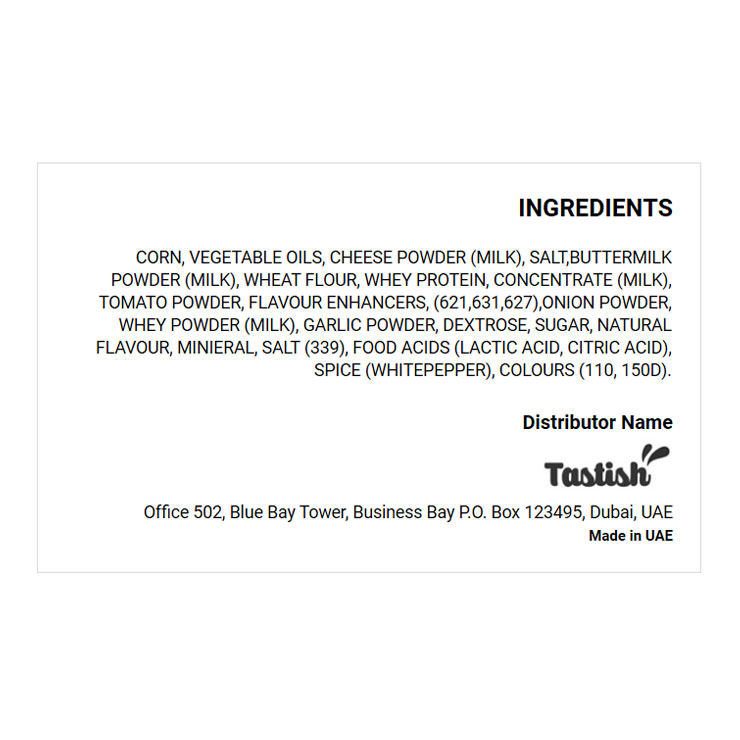 INGREDIENTS
CORN, VEGETABLE OILS, CHEESE POWDER (MILK), SALT,BUTTERMILK
POWDER (MILK), WHEAT FLOUR, WHEY PROTEIN, CONCENTRATE (MILK),
TOMATO POWDER, FLAVOUR ENHANCERS, (621,631,627),ONION POWDER,
WHEY POWDER (MILK), GARLIC POWDER, DEXTROSE, SUGAR, NATURAL
FLAVOUR, MINIERAL, SALT (339), FOOD ACIDS (LACTIC ACID, CITRIC ACID),
SPICE (WHITEPEPPER), COLOURS (110, 150D).
Distributor Name
Tastish
Office 502, Blue Bay Tower, Business Bay P.O. Box 123495, Dubai, UAE
Made in UAE